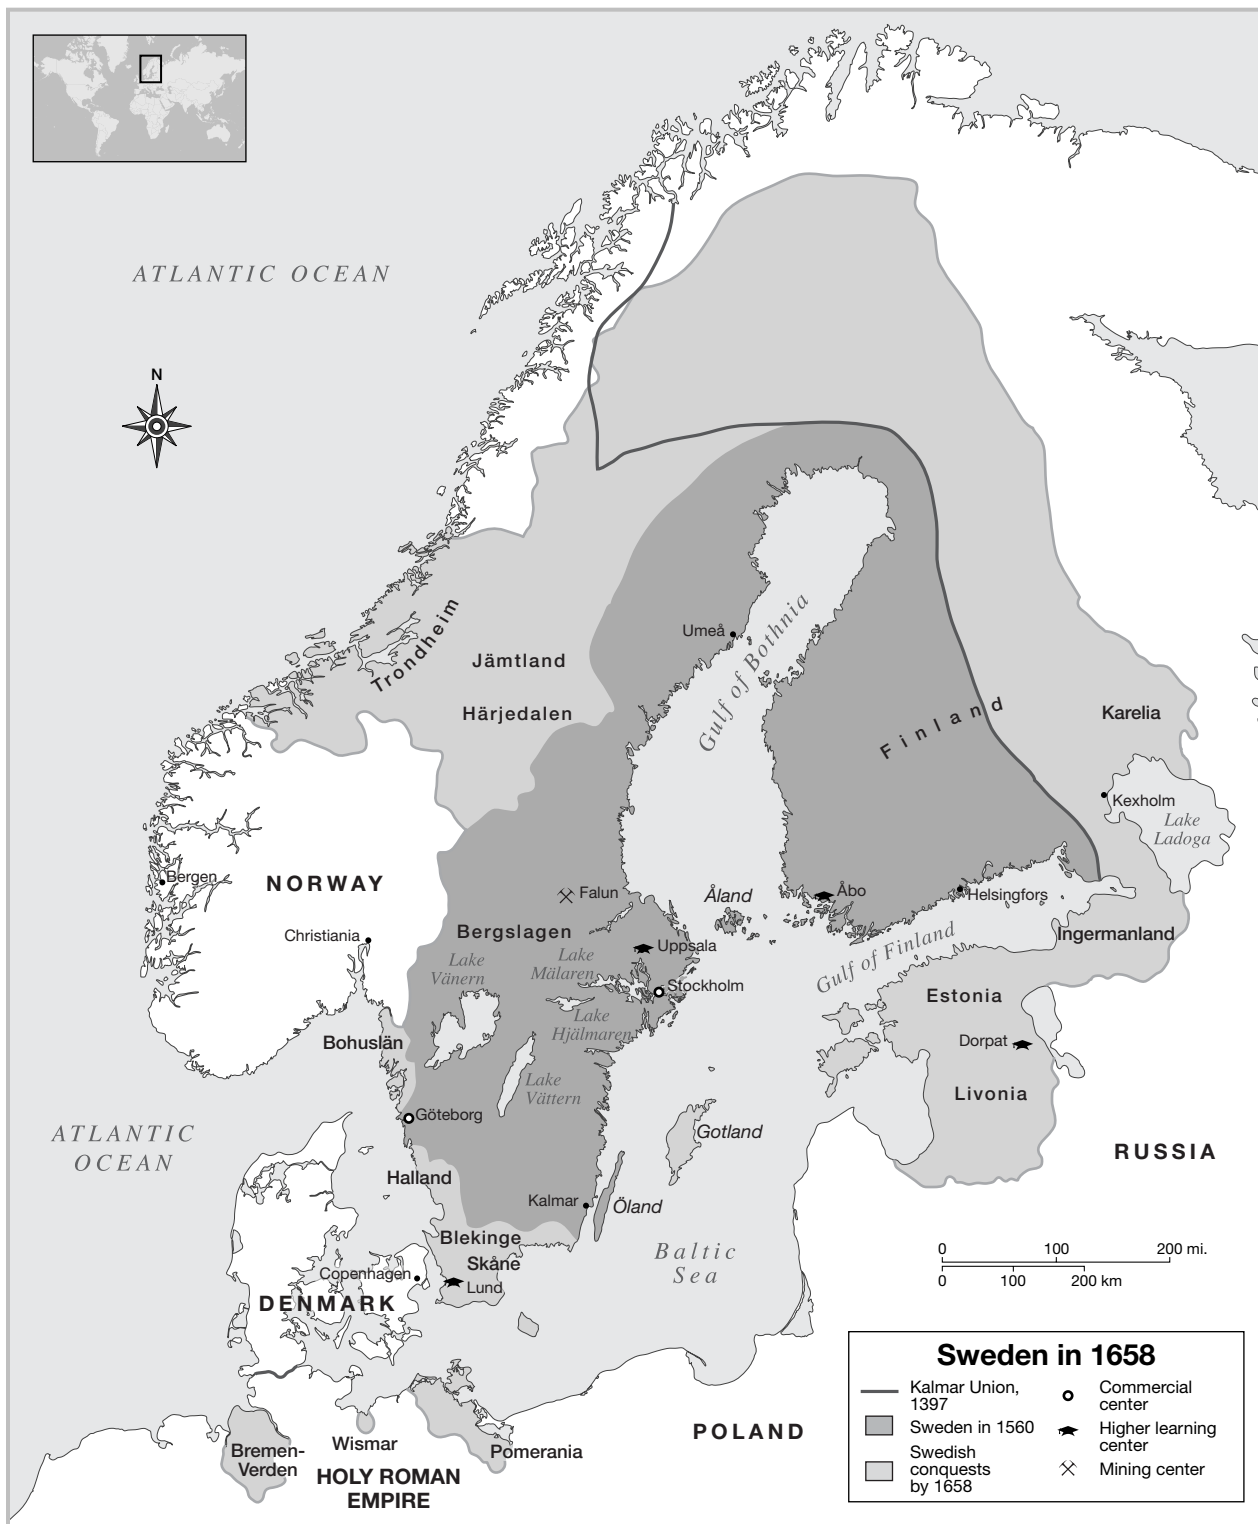 ATLANTIC OCEAN
N
Umeå
Gulf of Bothnia
Trondheim
Jämtland
Härjedalen
Finland
Karelia
Kexholm
Lake
Ladoga
Bergen
NORWAY
Christiania
Falun
Bergslagen
Åland
Åbo
Helsingfors
Uppsala
Lake
Vänern
Lake
Mälaren
Stockholm
Lake
Hjälmaren
Gulf of Finland
Ingermanland
Estonia
Dorpat
Livonia
Bohuslän
Lake
Vättern
Göteborg
Gotland
ATLANTIC
OCEAN
RUSSIA
Halland
Kalmar
Öland
Blekinge
Skåne
Baltic
Sea
Copenhagen
Lund
DENMARK
0 100 200 mi.
0 100 200 km
Bremen-
Verden
Wismar
Pomerania
HOLY ROMAN
EMPIRE
POLAND
Sweden in 1658
Kalmar Union,
1397
Sweden in 1560
Swedish
conquests
by 1658
Commercial
center
Higher learning
center
Mining center